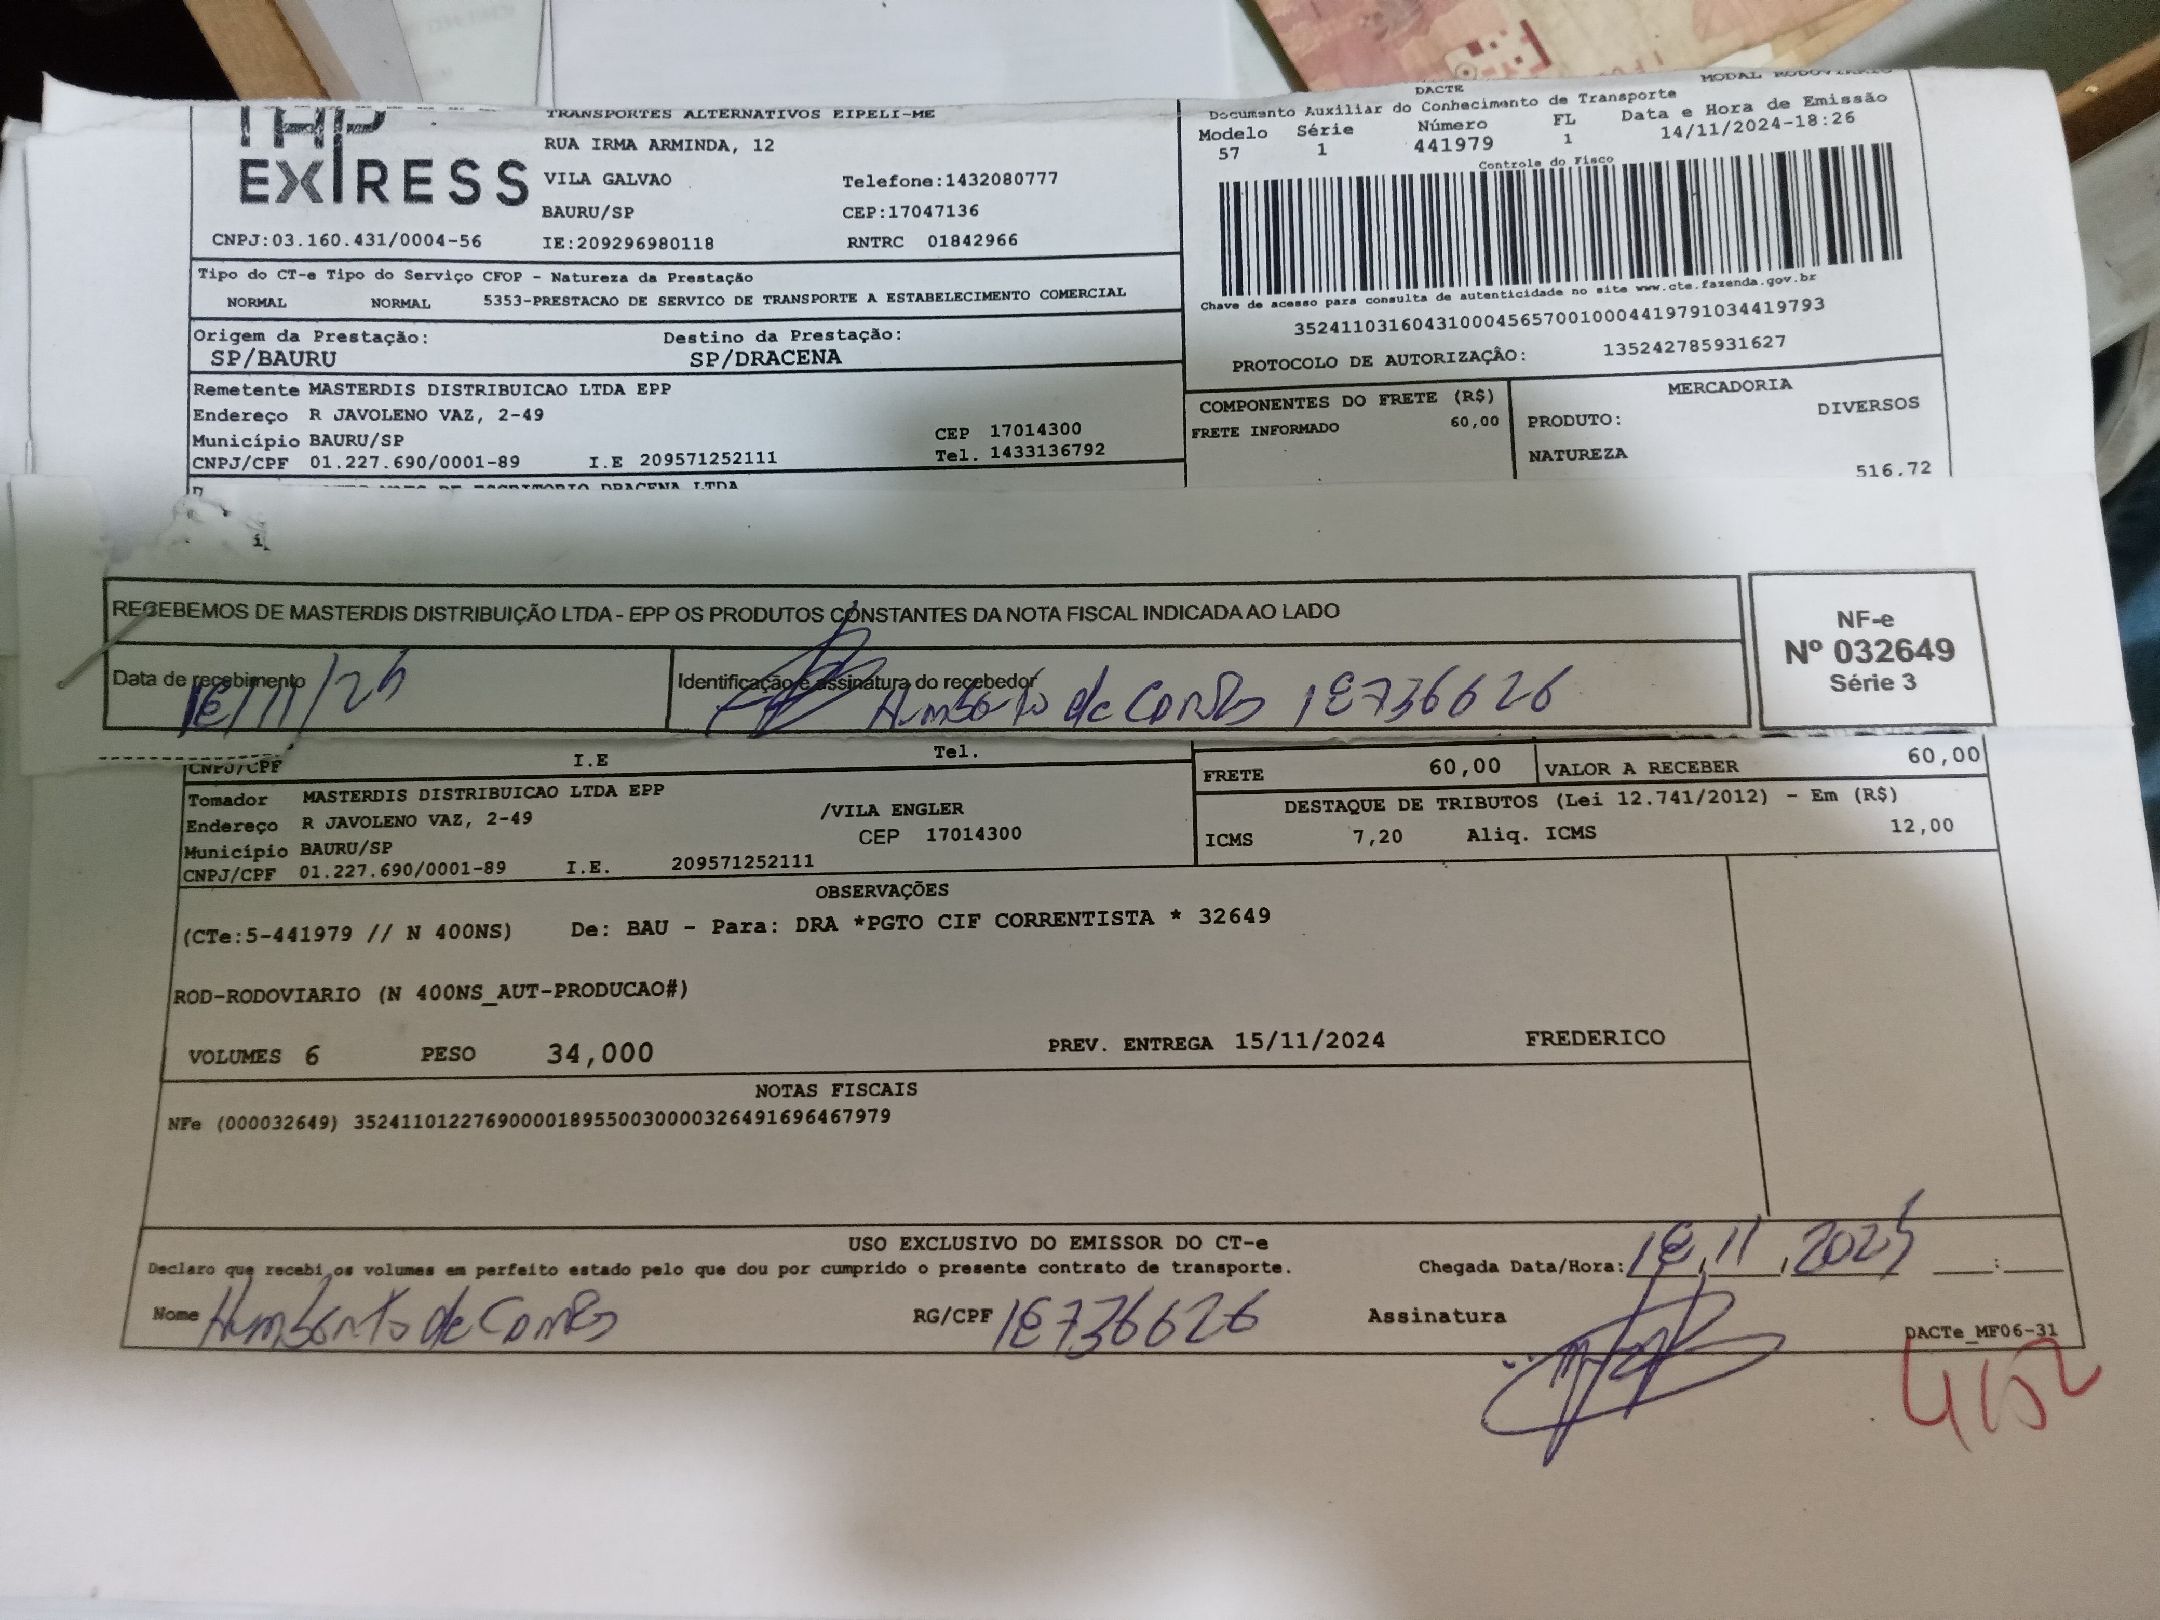 EXPRESS
TRANSPORTES ALTERNATIVOS EIPELI-ME
RUA IRMA ARMINDA, 12
VILA GALVAO Telefone:1432080777
BAURU/SP CEP:17047136
CNPJ:03.160.431/0004-56 IE:209296980118 RNTRC 01842966
MODAL RODOVIARIO
DACTE
Documento Auxiliar do Conhecimento de Transporte
Modelo Série Número FL Data e Hora de Emissão
57 1 441979 1 14/11/2024-18:26
Controle do Fisco
Chave de acesso para consulta de autenticidade no site www.cte.fazenda.gov.br
35241103160431000456570010004419791034419793
PROTOCOLO DE AUTORIZAÇÂO: 135242785931627
Tipo do CT-e Tipo do Serviço CFOP - Natureza da Prestação
NORMAL NORMAL 5353-PRESTACAO DE SERVICO DE TRANSPORTE A ESTABELECIMENTO COMERCIAL
Origem da Prestação: Destino da Prestação:
SP/BAURU SP/DRACENA
Remetente MASTERDIS DISTRIBUICAO LTDA EPP
Endereço R JAVOLENO VAZ, 2-49
Município BAURU/SP CEP 17014300
CNPJ/CPF 01.227.690/0001-89 I.E 209571252111 Tel. 1433136792
COMPONENTES DO FRETE (R$)
FRETE INFORMADO 60,00
MERCADORIA
PRODUTO: DIVERSOS
NATUREZA
516.72
DE ESCRITORIO DRACENA LTDA
RECEBEMOS DE MASTERDIS DISTRIBUIÇÃO LTDA - EPP OS PRODUTOS CONSTANTES DA NOTA FISCAL INDICADA AO LADO
Data de recebimento
Identificação e assinatura do recebedor
18736626
NF-e
Nº 032649
Série 3
CNPJ/CPF I.E Tel.
FRETE 60,00 VALOR A RECEBER 60,00
Tomador MASTERDIS DISTRIBUICAO LTDA EPP
Endereço R JAVOLENO VAZ, 2-49 /VILA ENGLER
Município BAURU/SP CEP 17014300
CNPJ/CPF 01.227.690/0001-89 I.E. 209571252111
DESTAQUE DE TRIBUTOS (Lei 12.741/2012) - Em (R$)
ICMS 7,20 Aliq. ICMS 12,00
OBSERVAÇÕES
(CTe:5-441979 // N 400NS) De: BAU - Para: DRA *PGTO CIF CORRENTISTA * 32649
ROD-RODOVIARIO (N 400NS_AUT-PRODUCAO#)
VOLUMES 6 PESO 34,000 PREV. ENTREGA 15/11/2024 FREDERICO
NOTAS FISCAIS
NFe (000032649) 35241101227690000189550030000326491696467979
USO EXCLUSIVO DO EMISSOR DO CT-e
Declaro que recebi os volumes em perfeito estado pelo que dou por cumprido o presente contrato de transporte.
Chegada Data/Hora:
Nome
RG/CPF 18736626
Assinatura
DACTe_MF06-31